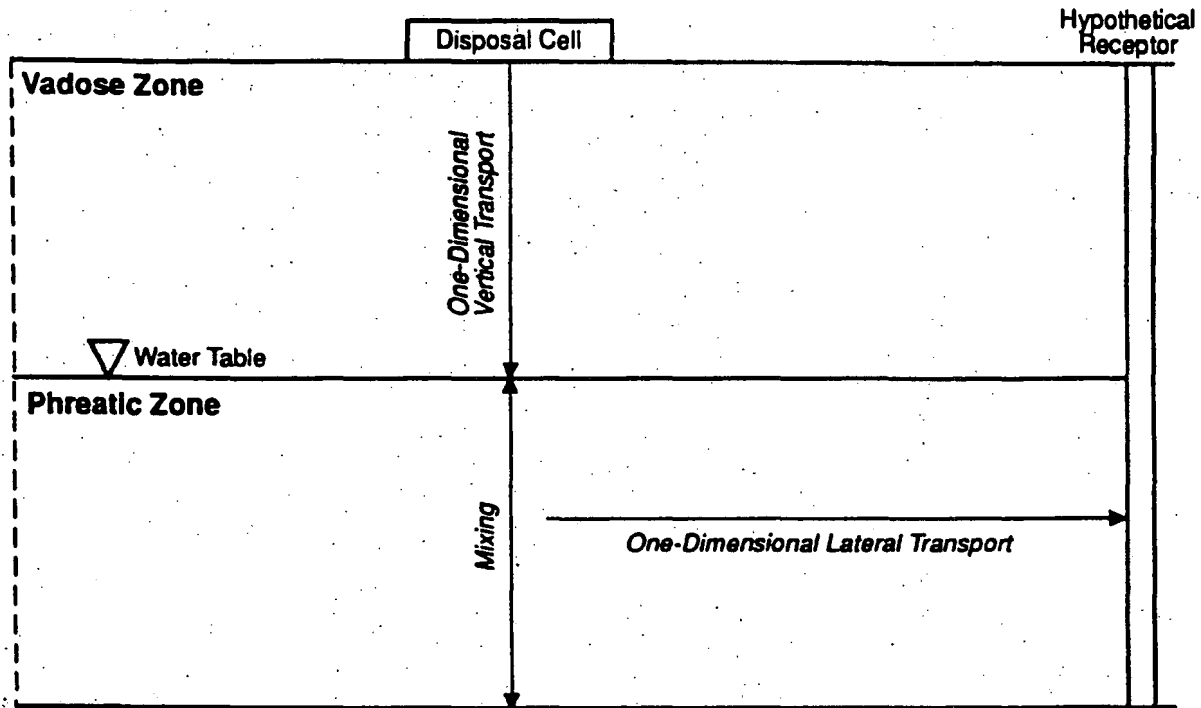 Hypothetical
Receptor
Disposal Cell
Vadose Zone
One-Dimensional
Vertical Transport
Water Table
Phreatic Zone
Mixing
One-Dimensional Lateral Transport